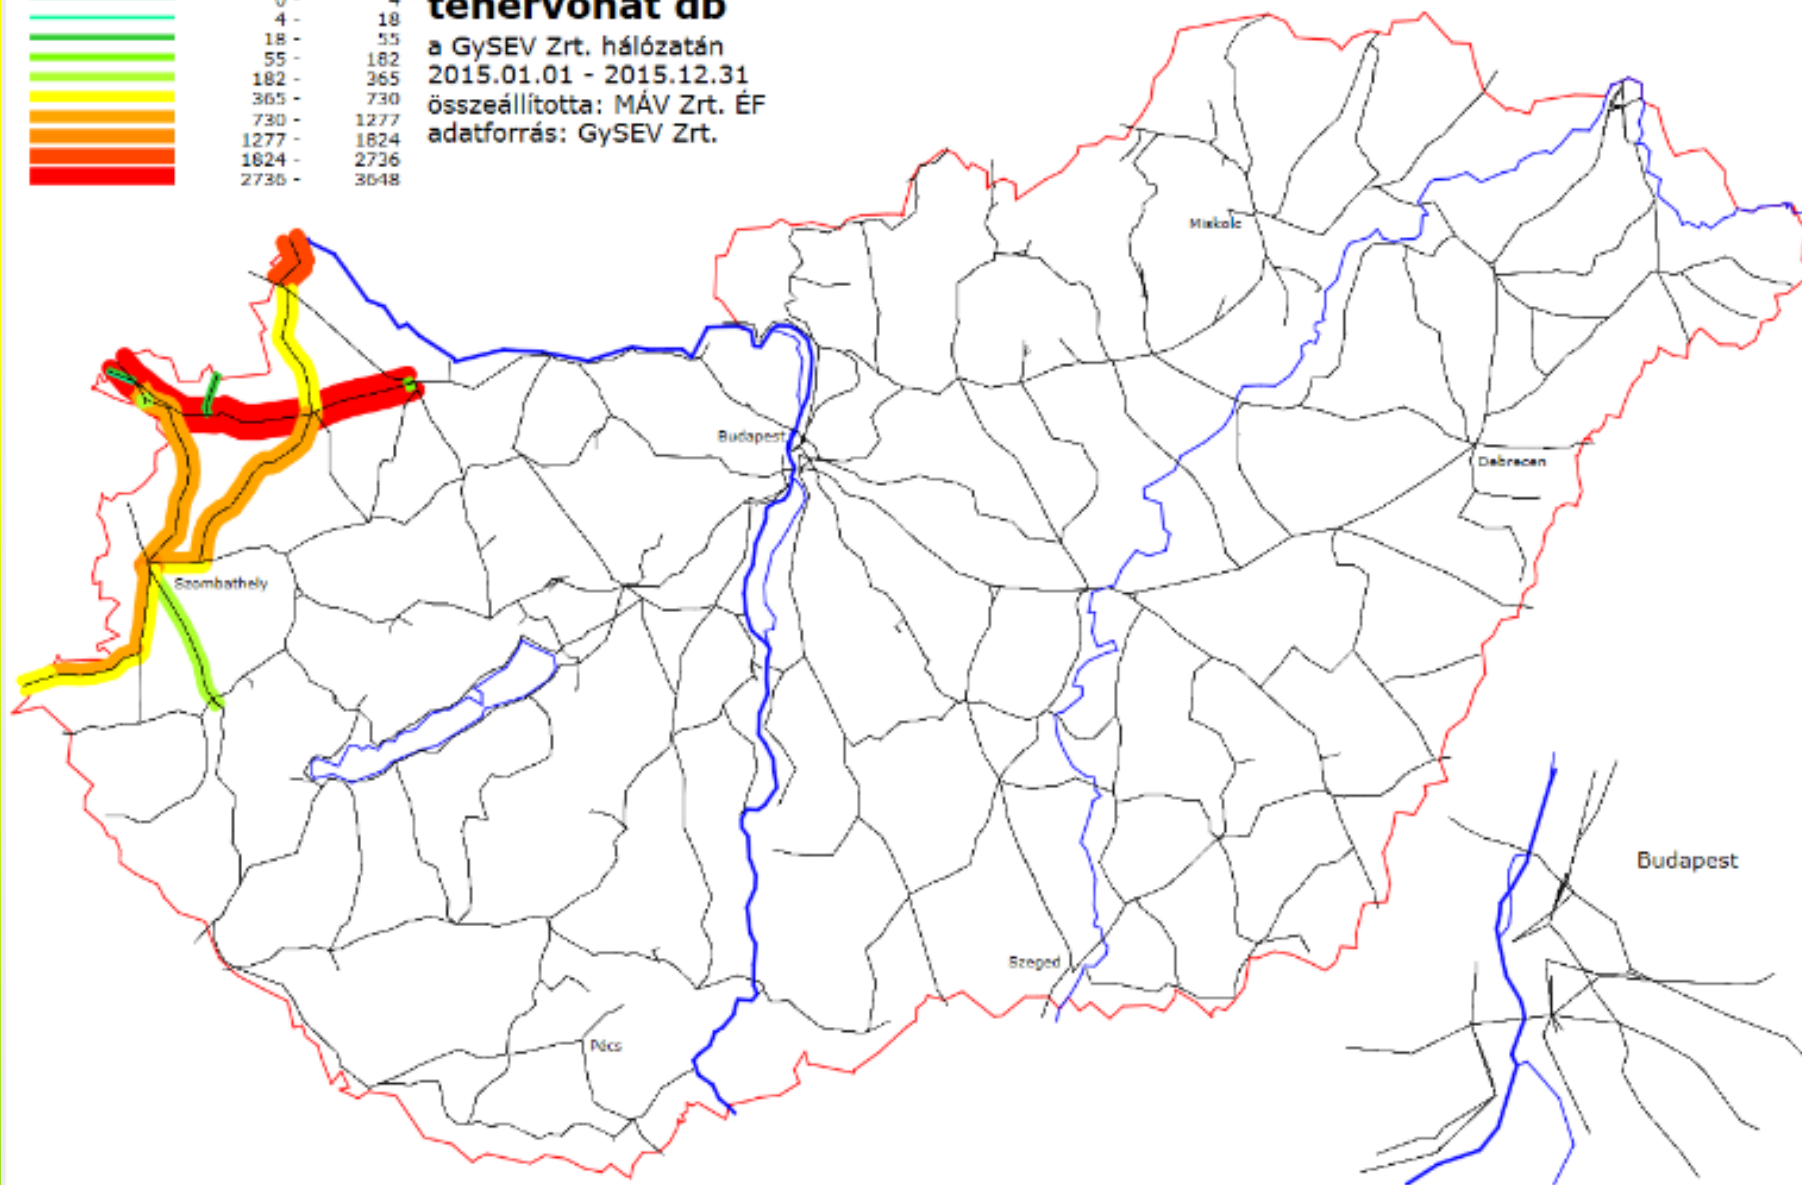 tehervonat db
4 - 18
18 - 55
a GySEV Zrt. hálózatán
55 - 182
2015.01.01 - 2015.12.31
182 - 365
365 - 730
összeállította: MÁV Zrt. ÉF
730 - 1277
adatforrás: GySEV Zrt.
1277 - 1824
1824 - 2736
2736 - 3648
Miskolc
Budapest
Debrecen
Szombathely
Budapest
Szeged
Pécs